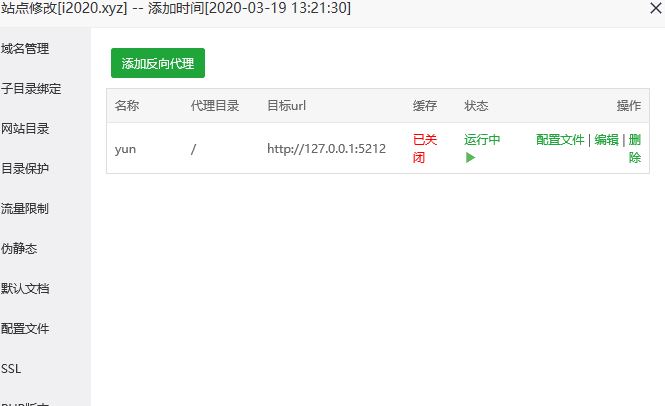 站点修改[i2020.xyz] -- 添加时间[2020-03-19 13:21:30]
域名管理
子目录绑定
网站目录
目录保护
流量限制
伪静态
默认文档
配置文件
SSL
添加反向代理
名称 代理目录 目标url 缓存 状态 操作
yun / http://127.0.0.1:5212 已关 运行中 配置文件 | 编辑 | 删
闭 除